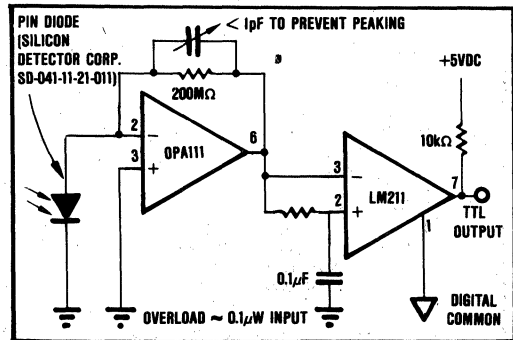 PIN DIODE
(SILICON
DETECTOR CORP.
SD-041-11-21-011)
< 1pF TO PREVENT PEAKING
200MΩ
2
3
6
OPA111
+5VDC
10kΩ
3
2
LM211
7
1
TTL
OUTPUT
0.1μF
OVERLOAD ~ 0.1μW INPUT
DIGITAL
COMMON